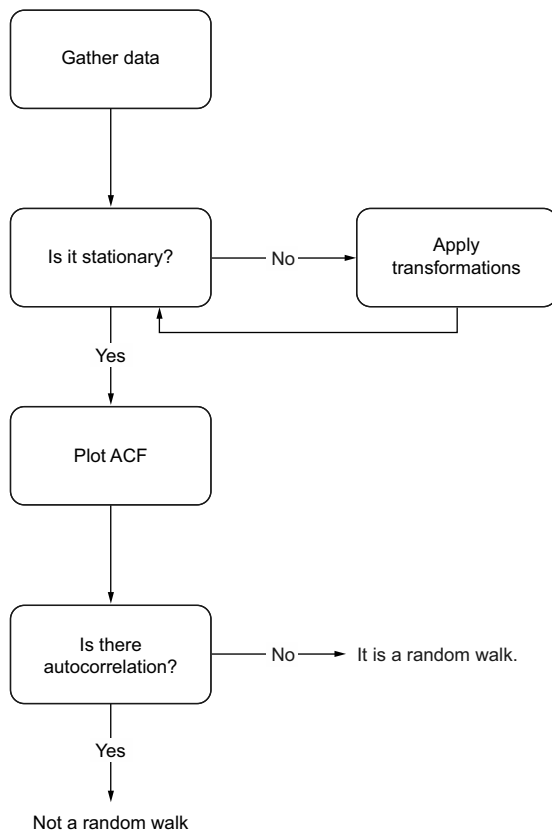 Gather data
Is it stationary?
No
Apply
transformations
Yes
Plot ACF
Is there
autocorrelation?
No
It is a random walk.
Yes
Not a random walk